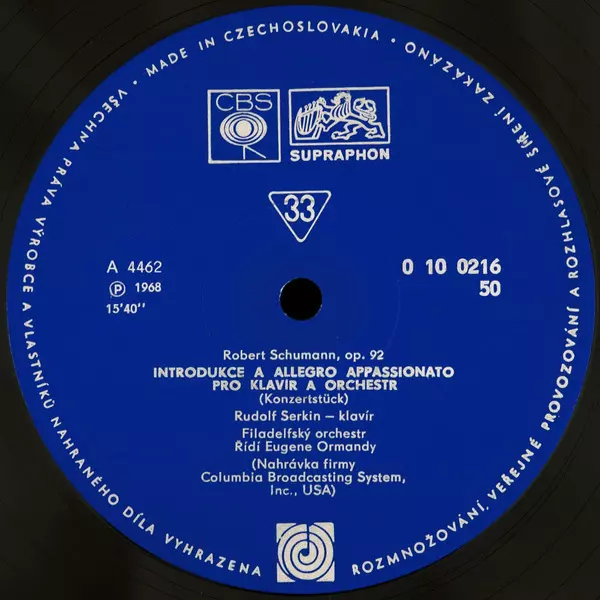 VŠECHNA PRÁVA VÝROBCE A VLASTNÍKŮ NAHRANÉHO DÍLA VYHRAZENA
• MADE IN CZECHOSLOVAKIA •
ROZMNOŽOVÁNÍ, VEŘEJNÉ PROVOZOVÁNÍ A ROZHLASOVÉ ŠÍŘENÍ ZAKÁZÁNO
CBS
SUPRAPHON
33
A 4462
Ⓟ 1968
15'40''
0 10 0216
50
Robert Schumann, op. 92
INTRODUKCE A ALLEGRO APPASSIONATO
PRO KLAVÍR A ORCHESTR
(Konzertstück)
Rudolf Serkin – klavír
Filadelfský orchestr
Řídí Eugene Ormandy
(Nahrávka firmy
Columbia Broadcasting System,
Inc., USA)